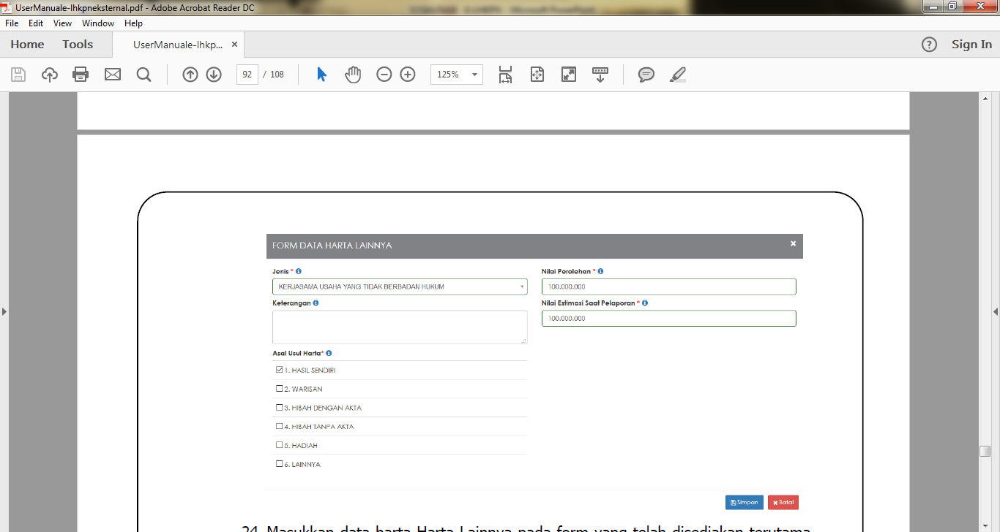 UserManuale-lhkpneksternal.pdf - Adobe Acrobat Reader DC
File Edit View Window Help
Home Tools UserManuale-lhkp... × ? Sign In
92 / 108 125%
FORM DATA HARTA LAINNYA ×
Jenis *
KERJASAMA USAHA YANG TIDAK BERBADAN HUKUM
Keterangan
Asal Usul Harta*
1. HASIL SENDIRI
2. WARISAN
3. HIBAH DENGAN AKTA
4. HIBAH TANPA AKTA
5. HADIAH
6. LAINNYA
Nilai Perolehan *
100.000.000
Nilai Estimasi Saat Pelaporan *
100.000.000
Simpan Batal
24. Masukkan data harta Harta Lainnya pada form yang telah disediakan terutama